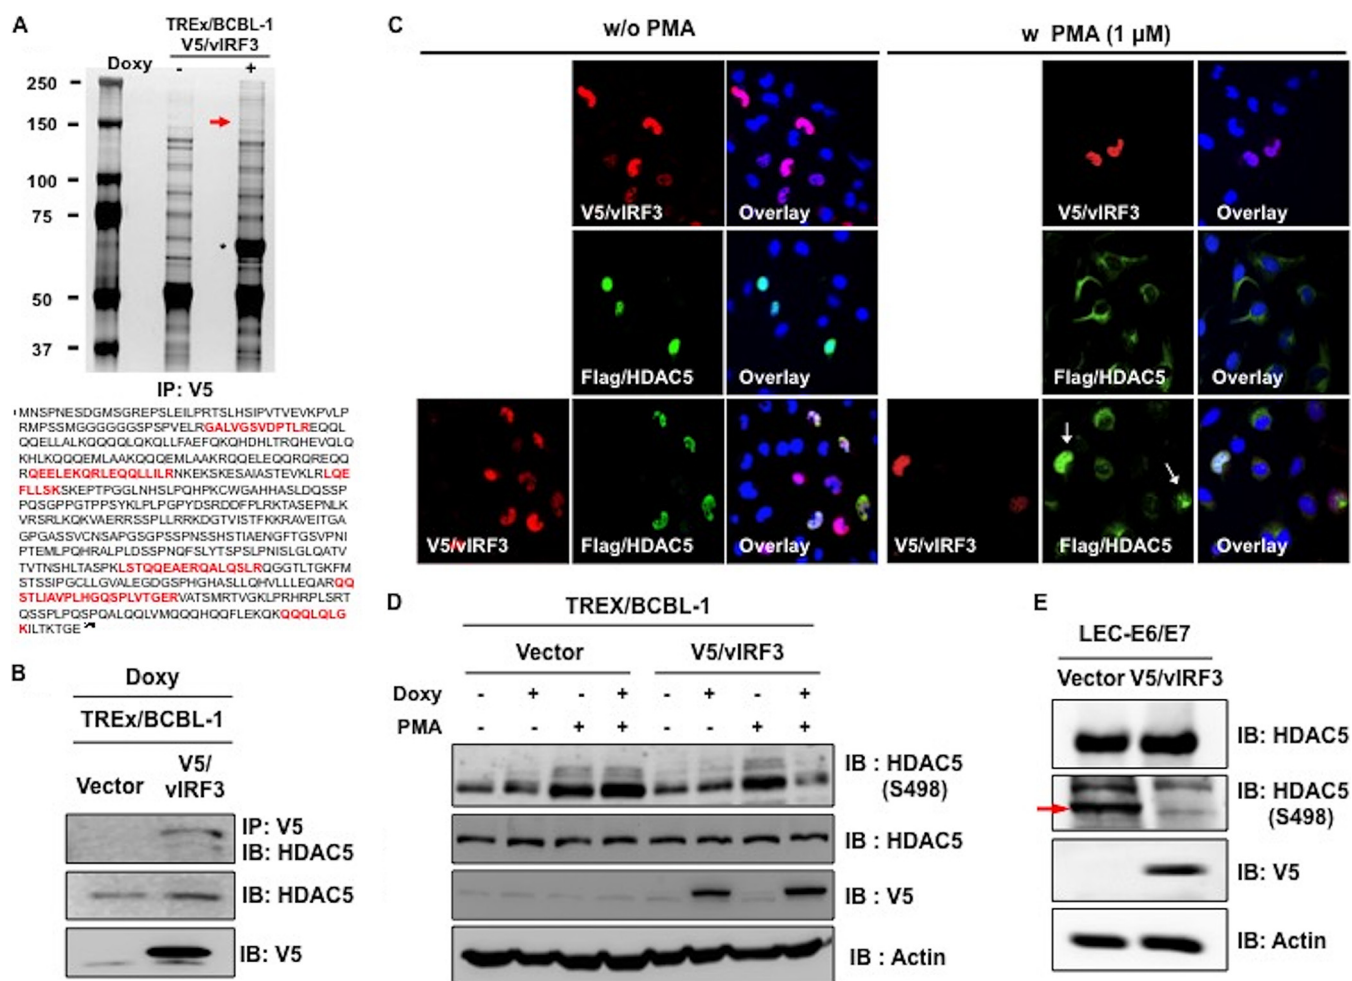 A
TREx/BCBL-1
V5/vIRF3
Doxy - +
250
150
100
75
50
37
*
IP: V5
MNSPNESDGMSGREPSLEILPRTSLHSIPVTVEVKPVLP
RMPSSMGGGGGGSPSPVELRGALVGSVDPTLREQQL
QQELLALKQQQQLQKQLLFAEFQKQHDHLTRQHEVQLQ
KHLKQQQEMLAAKQQQEMLAAKRQQELEQQRQREQQ
RQEELEKQRLEQQLLILRNKEKSKESAIASTEVKLRLQE
FLLSKSKEPTPGGLNHSLPQHPKCWGAHHASLDQSSP
PQSGPPGTPPSYKLPLPGPYDSRDDFPLRKTASEPNLK
VRSRLKQKVAERRSSPLLRRKDGTVISTFKKRAVEITGA
GPGASSVCNSAPGSGPSSPNSSHSTIAENGFTGSVPNI
PTEMLPQHRALPLDSSPNQFSLYTSPSLPNISLGLQATV
TVTNSHLTASPKLSTQQEAERQALQSLRQGGTLTGKFM
STSSIPGCLLGVALEGDGSPHGHASLLQHVLLLEQARQQ
STLIAVPLHGQSPLVTGERVATSMRTVGKLPRHRPLSRT
QSSPLPQSPQALQQLVMQQQHQQFLEKQKQQQLQLG
KILTKTGE
B
Doxy
TREx/BCBL-1
Vector V5/
vIRF3
IP: V5
IB: HDAC5
IB: HDAC5
IB: V5
C
w/o PMA
w PMA (1 µM)
V5/vIRF3 Overlay V5/vIRF3 Overlay
Flag/HDAC5 Overlay Flag/HDAC5 Overlay
V5/vIRF3 Flag/HDAC5 Overlay V5/vIRF3 Flag/HDAC5 Overlay
D
TREX/BCBL-1
Vector V5/vIRF3
Doxy - + - + - + - +
PMA - - + + - - + +
IB : HDAC5
(S498)
IB : HDAC5
IB : V5
IB : Actin
E
LEC-E6/E7
Vector V5/vIRF3
IB: HDAC5
IB: HDAC5
(S498)
IB: V5
IB: Actin